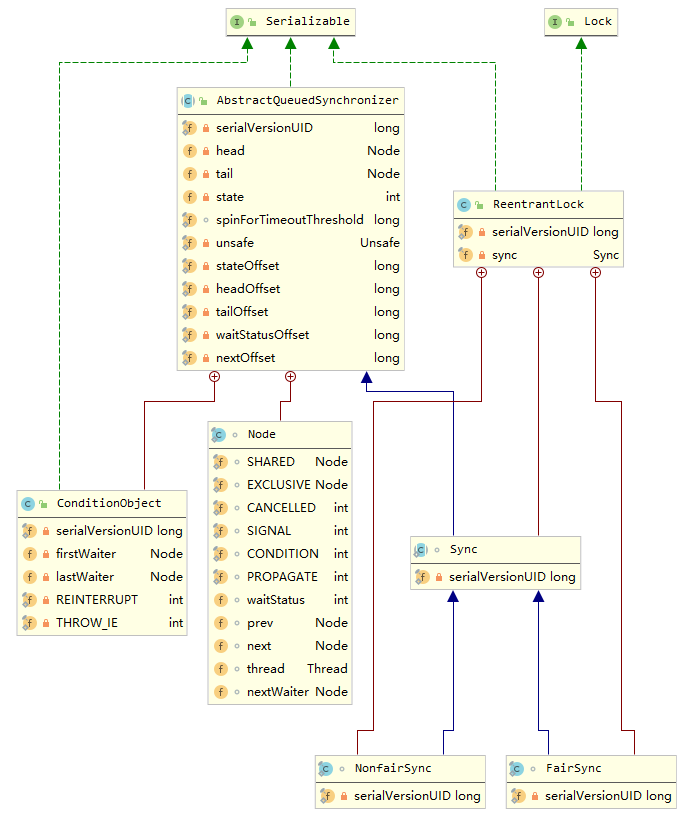 Serializable
Lock
AbstractQueuedSynchronizer
serialVersionUID long
head Node
tail Node
state int
spinForTimeoutThreshold long
unsafe Unsafe
stateOffset long
headOffset long
tailOffset long
waitStatusOffset long
nextOffset long
ReentrantLock
serialVersionUID long
sync Sync
Node
SHARED Node
EXCLUSIVE Node
CANCELLED int
SIGNAL int
CONDITION int
PROPAGATE int
waitStatus int
prev Node
next Node
thread Thread
nextWaiter Node
ConditionObject
serialVersionUID long
firstWaiter Node
lastWaiter Node
REINTERRUPT int
THROW_IE int
Sync
serialVersionUID long
NonfairSync
serialVersionUID long
FairSync
serialVersionUID long